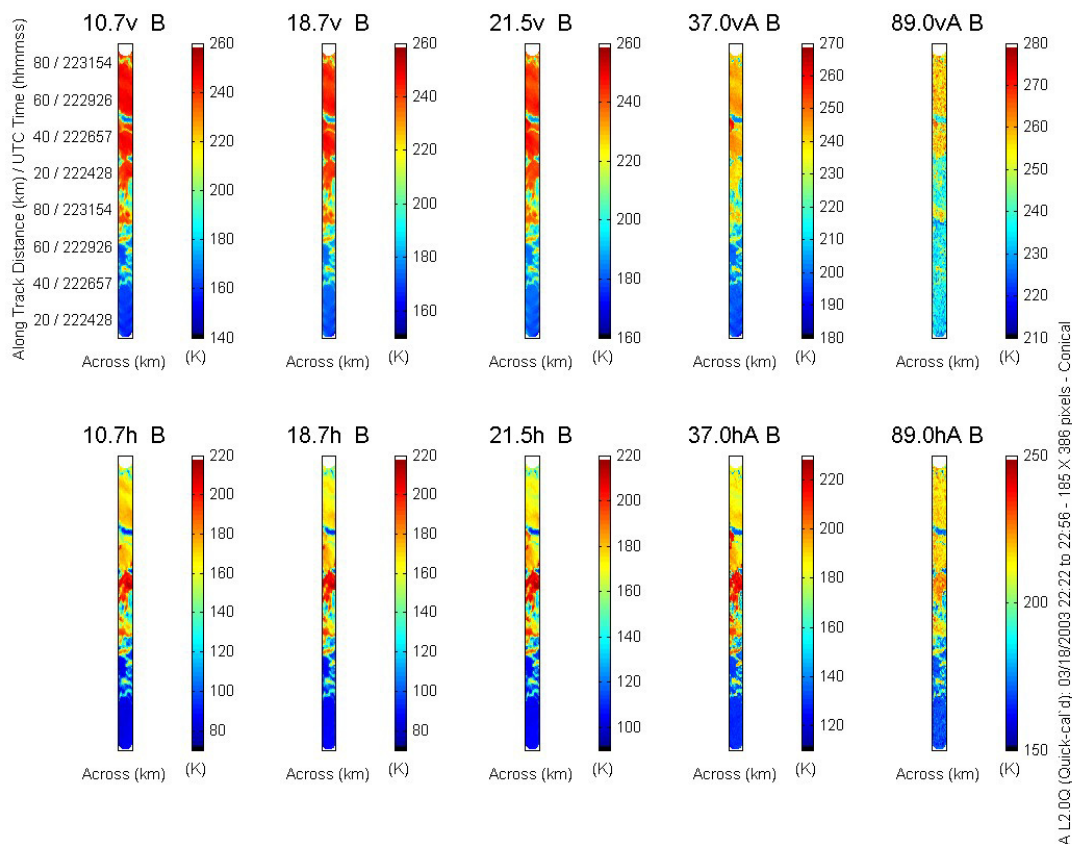 10.7v B
18.7v B
21.5v B
37.0vA B
89.0vA B
Along Track Distance (km) / UTC Time (hhmmss)
80 / 223154
60 / 222926
40 / 222657
20 / 222428
80 / 223154
60 / 222926
40 / 222657
20 / 222428
260
240
220
200
180
160
140
260
240
220
200
180
160
260
240
220
200
180
160
270
260
250
240
230
220
210
200
190
180
280
270
260
250
240
230
220
210
Across (km)
(K)
Across (km)
(K)
Across (km)
(K)
Across (km)
(K)
Across (km)
(K)
10.7h B
18.7h B
21.5h B
37.0hA B
89.0hA B
220
200
180
160
140
120
100
80
220
200
180
160
140
120
100
80
220
200
180
160
140
120
100
220
200
180
160
140
120
250
200
150
Across (km)
(K)
Across (km)
(K)
Across (km)
(K)
Across (km)
(K)
Across (km)
(K)
A L2.0Q (Quick-cal`d): 03/18/2003 22:22 to 22:56 - 185 X 386 pixels - Conical